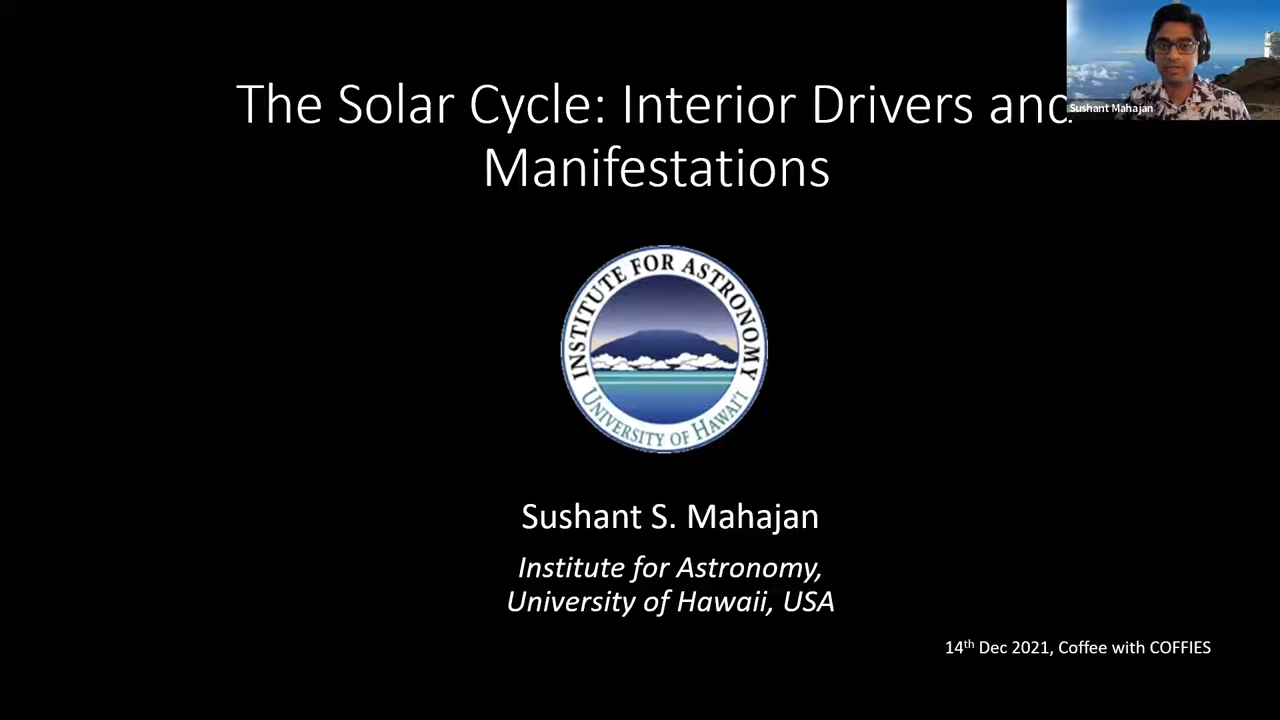 The Solar Cycle: Interior Drivers and
Manifestations
Sushant Mahajan
INSTITUTE FOR ASTRONOMY
UNIVERSITY OF HAWAI'I
Sushant S. Mahajan
Institute for Astronomy,
University of Hawaii, USA
14th Dec 2021, Coffee with COFFIES